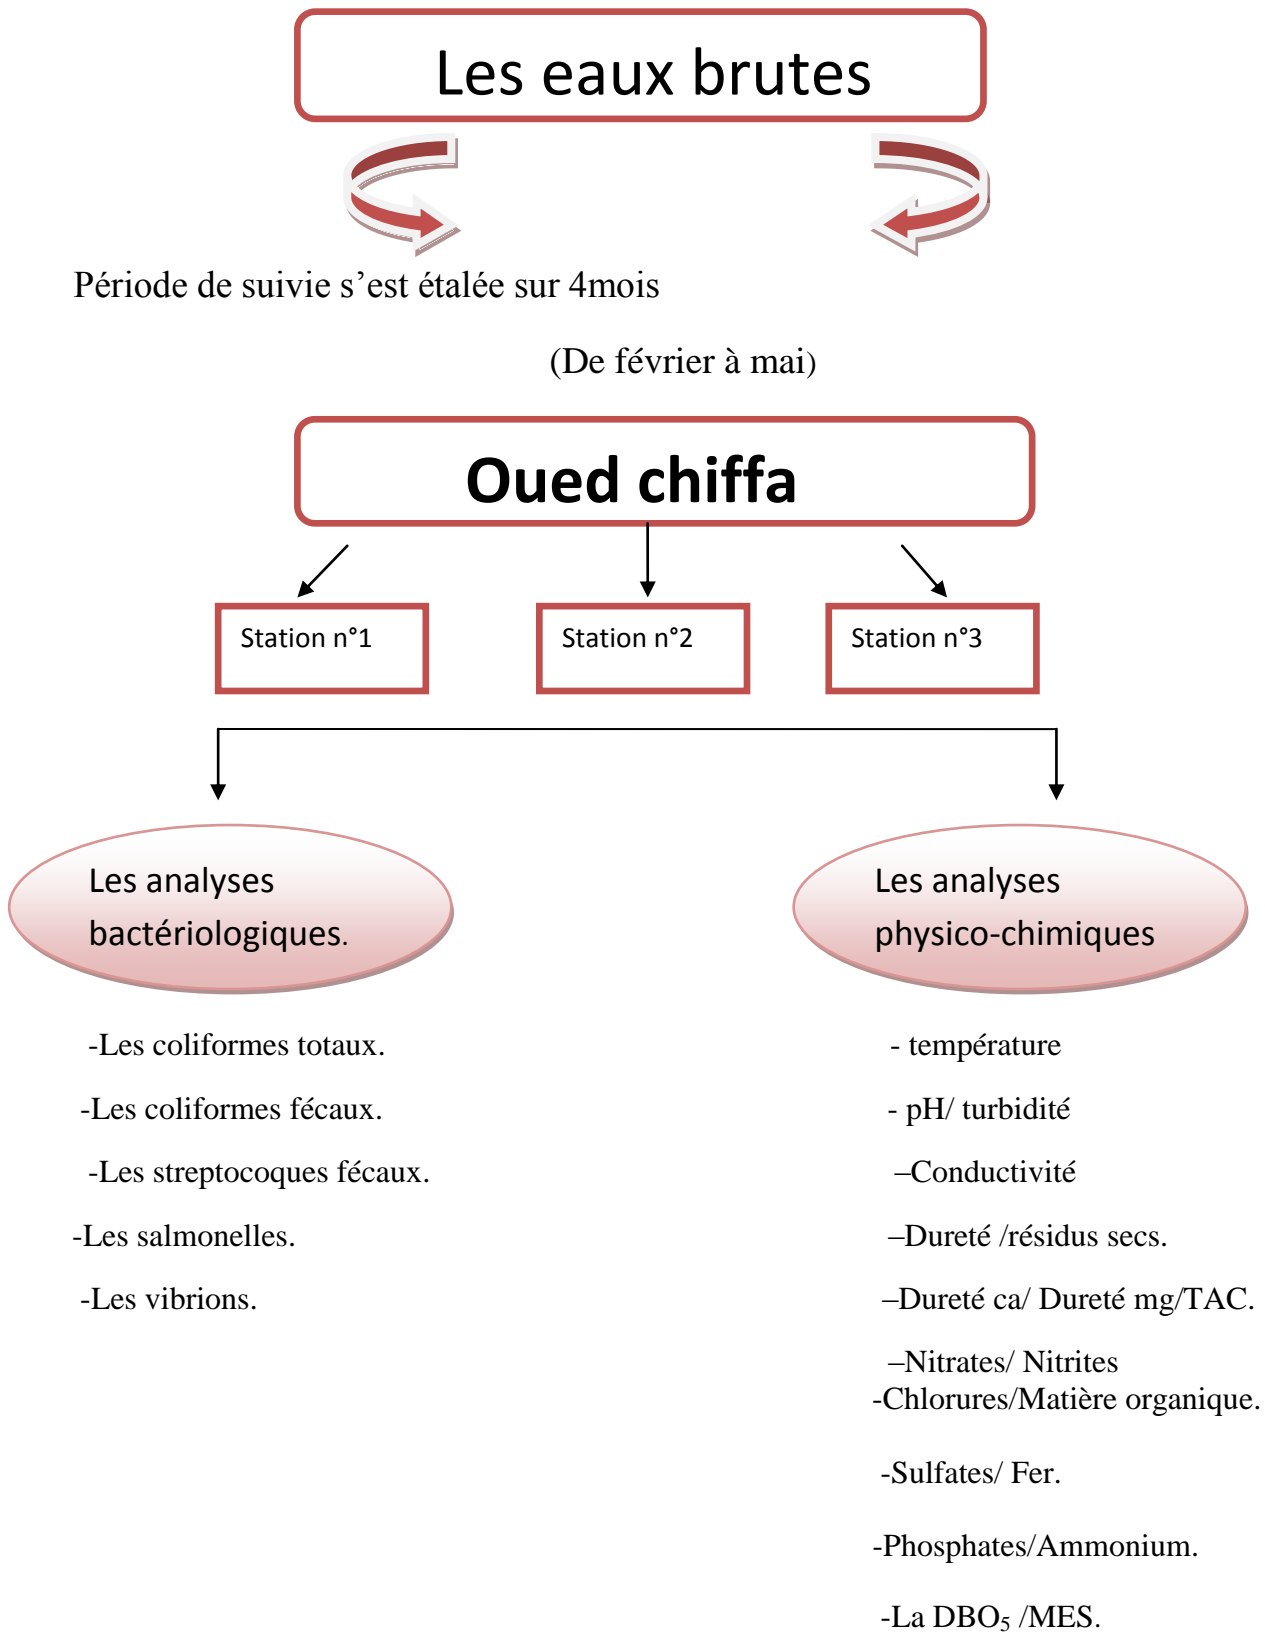 Les eaux brutes
Période de suivie s’est étalée sur 4mois
(De février à mai)
Oued chiffa
Station n°1
Station n°2
Station n°3
Les analyses
bactériologiques.
-Les coliformes totaux.
-Les coliformes fécaux.
-Les streptocoques fécaux.
-Les salmonelles.
-Les vibrions.
Les analyses
physico-chimiques
- température
- pH/ turbidité
–Conductivité
–Dureté /résidus secs.
–Dureté ca/ Dureté mg/TAC.
–Nitrates/ Nitrites
-Chlorures/Matière organique.
-Sulfates/ Fer.
-Phosphates/Ammonium.
-La DBO₅ /MES.